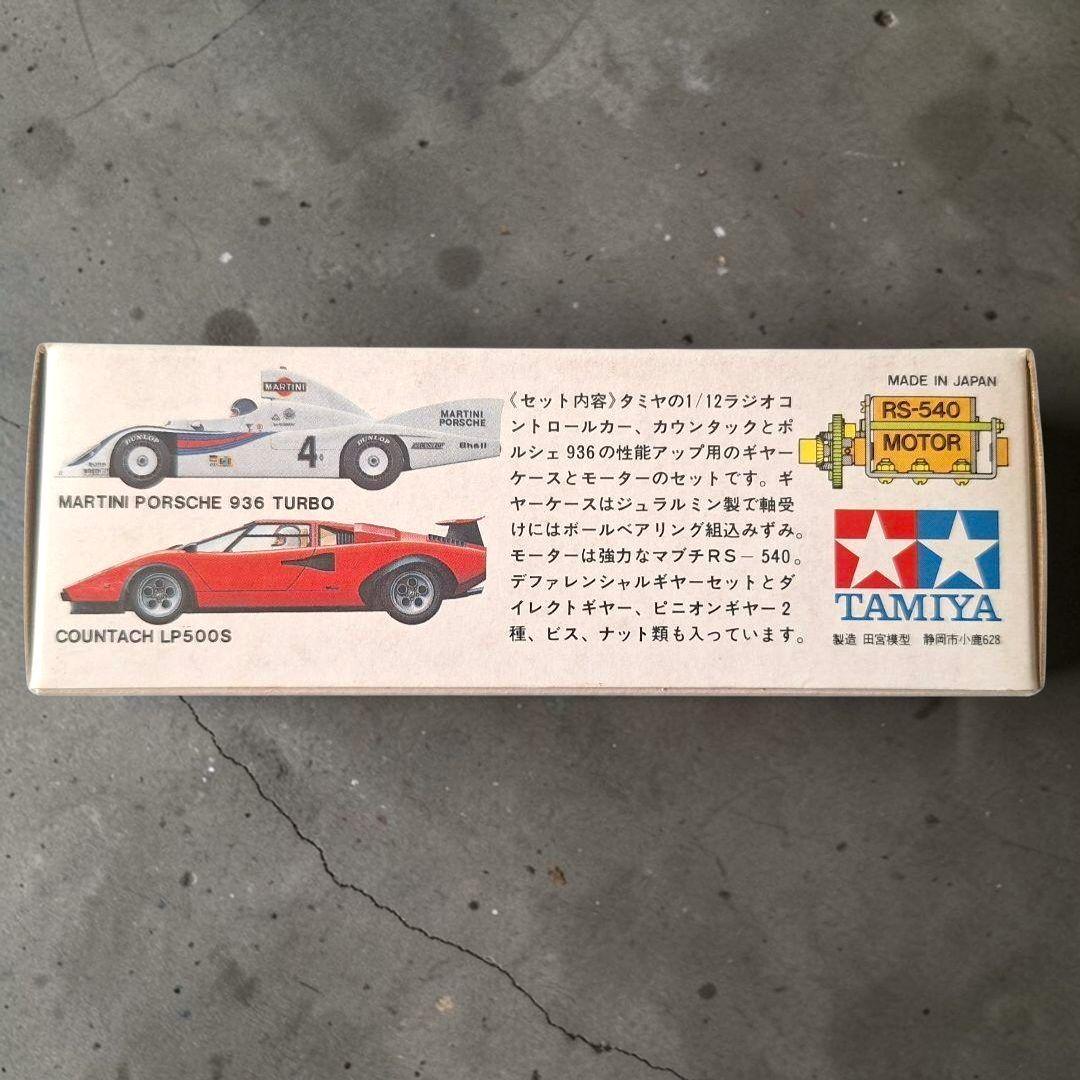 MARTINI
MARTINI
PORSCHE
DUNLOP
4
DUNLOP
Shell
MARTINI PORSCHE 936 TURBO
COUNTACH LP500S
《セット内容》タミヤの1/12ラジオコ
ントロールカー、カウンタックとポ
ルシェ936の性能アップ用のギヤー
ケースとモーターのセットです。ギ
ヤーケースはジュラルミン製で軸受
けにはボールベアリング組込みずみ。
モーターは強力なマブチRS-540。
デファレンシャルギヤーセットとダ
イレクトギヤー、ピニオンギヤー2
種、ビス、ナット類も入っています。
MADE IN JAPAN
RS-540
MOTOR
TAMIYA
製造 田宮模型 静岡市小鹿628